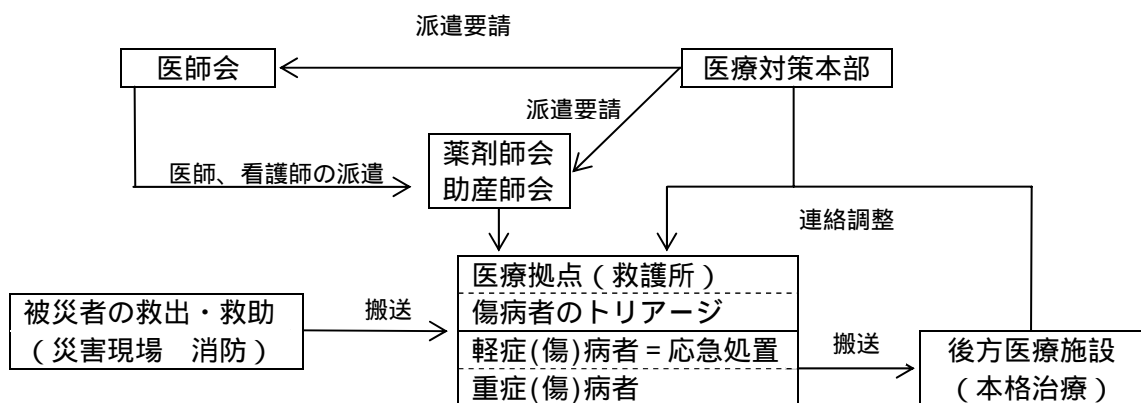 派遣要請
医師会
医療対策本部
派遣要請
薬剤師会
助産師会
医師、看護師の派遣
連絡調整
医療拠点(救護所)
傷病者のトリアージ
被災者の救出・救助
(災害現場 消防)
搬送
軽症(傷)病者=応急処置
重症(傷)病者
搬送
後方医療施設
(本格治療)